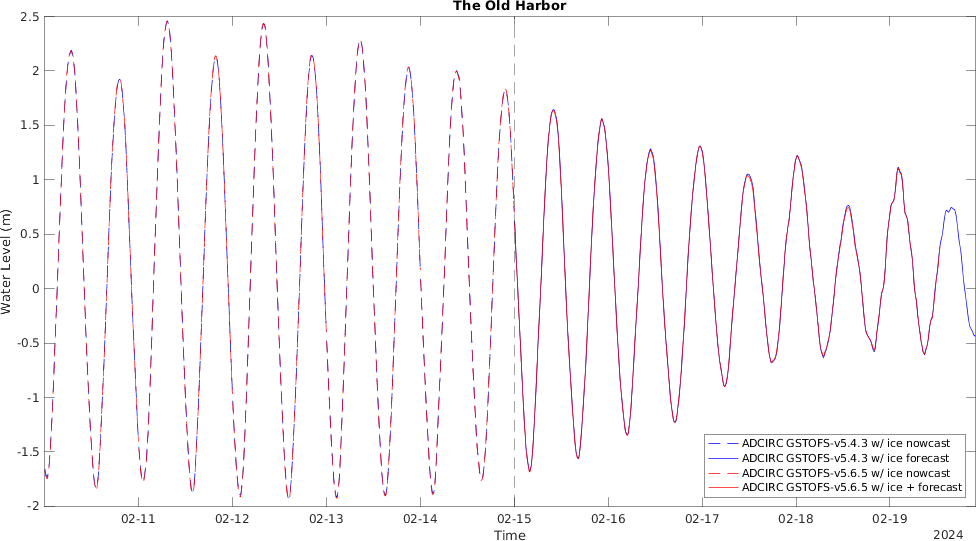 The Old Harbor
Water Level (m)
2.5
2
1.5
1
0.5
0
-0.5
-1
-1.5
-2
ADCIRC GSTOFS-v5.4.3 w/ ice nowcast
ADCIRC GSTOFS-v5.4.3 w/ ice forecast
ADCIRC GSTOFS-v5.6.5 w/ ice nowcast
ADCIRC GSTOFS-v5.6.5 w/ ice + forecast
02-11 02-12 02-13 02-14 02-15 02-16 02-17 02-18 02-19
Time
2024